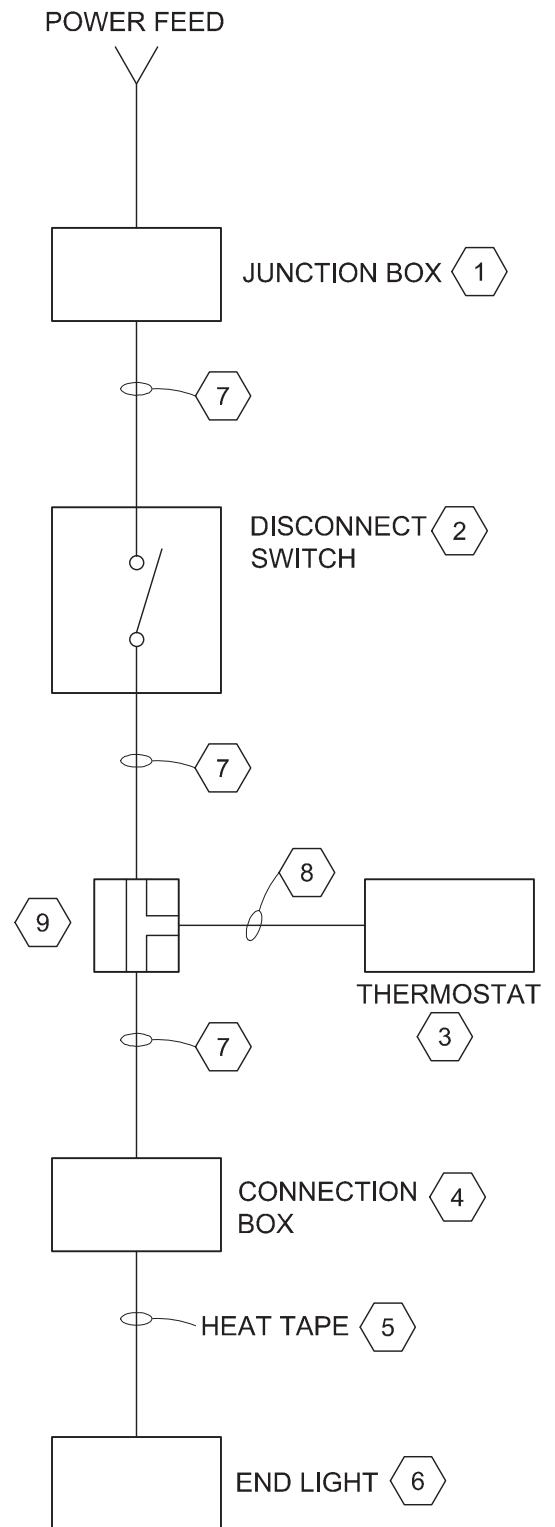 POWER FEED
JUNCTION BOX 1
7
DISCONNECT 2
SWITCH
7
8
9
THERMOSTAT
3
7
CONNECTION 4
BOX
HEAT TAPE 5
END LIGHT 6